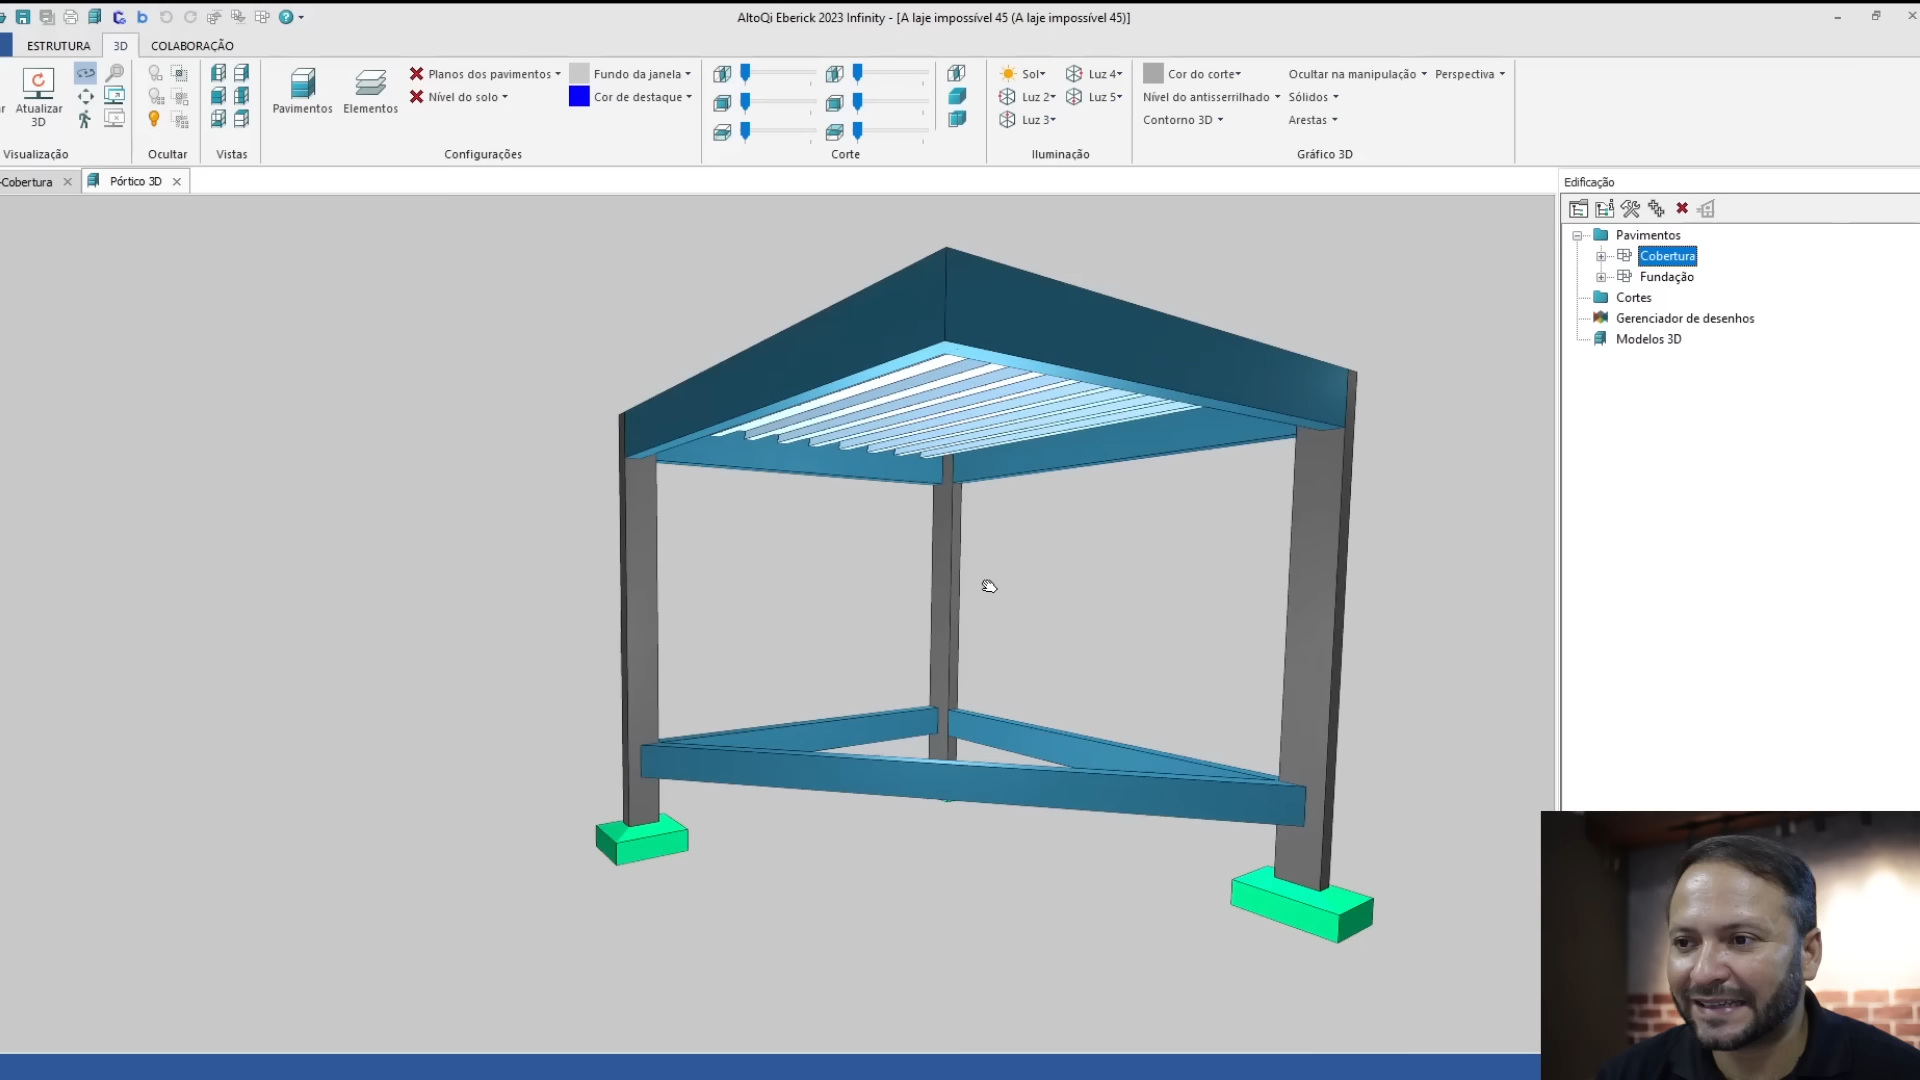 AltoQi Eberick 2023 Infinity - [A laje impossível 45 (A laje impossível 45)]
ESTRUTURA 3D COLABORAÇÃO
Atualizar 3D
Visualização
Ocultar
Vistas
Pavimentos
Elementos
Planos dos pavimentos
Nível do solo
Fundo da janela
Cor de destaque
Configurações
Corte
Sol Luz 4
Luz 2 Luz 5
Luz 3
Iluminação
Cor do corte Ocultar na manipulação Perspectiva
Nível do antisserrilhado Sólidos
Contorno 3D Arestas
Gráfico 3D
-Cobertura Pórtico 3D
Edificação
Pavimentos
Cobertura
Fundação
Cortes
Gerenciador de desenhos
Modelos 3D